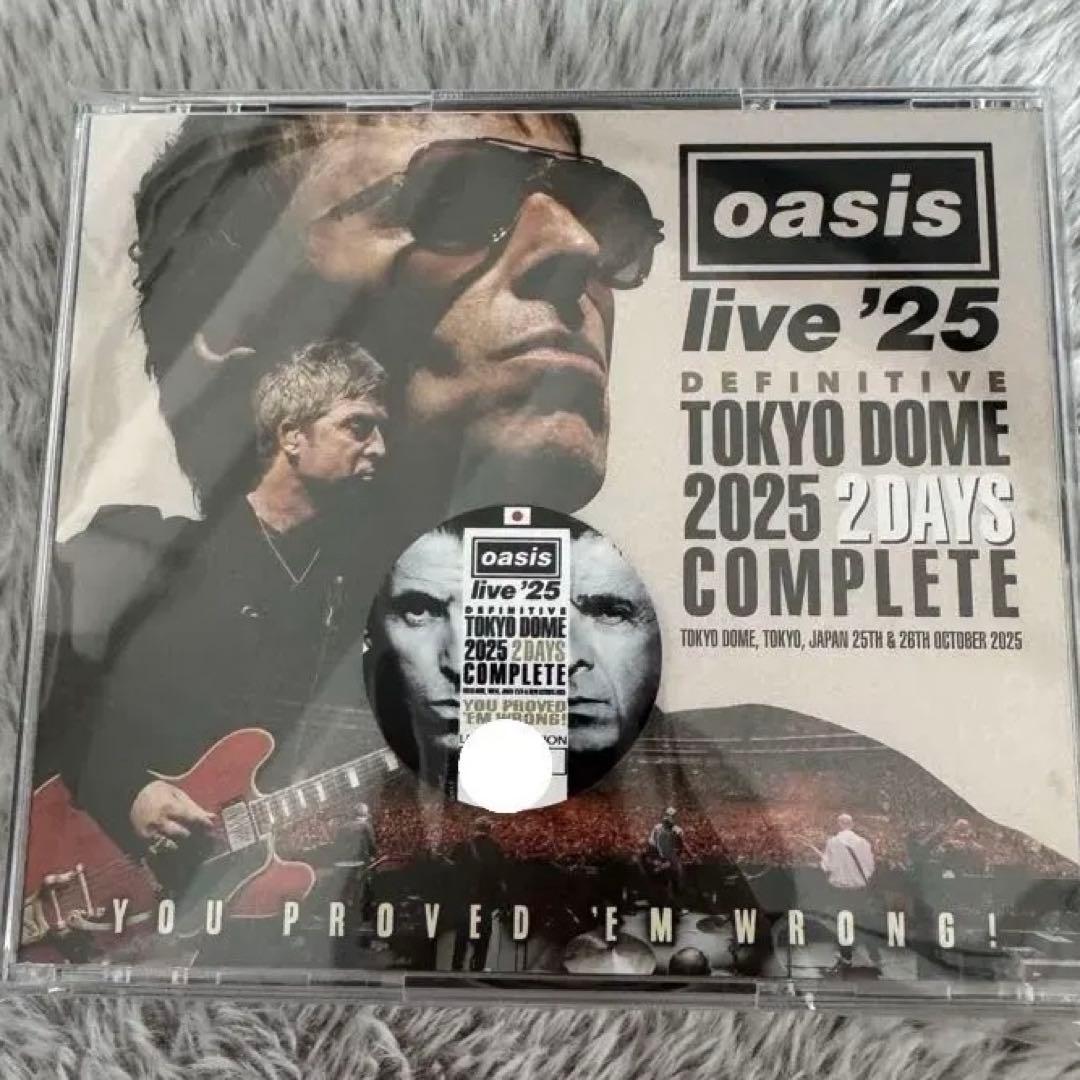 oasis
live '25
DEFINITIVE
TOKYO DOME
2025 2DAYS
COMPLETE
TOKYO DOME, TOKYO, JAPAN 25TH & 26TH OCTOBER 2025
oasis
live '25
DEFINITIVE
TOKYO DOME
2025 2DAYS
COMPLETE
YOU PROVED
'EM WRONG!
YOU PROVED 'EM WRONG!